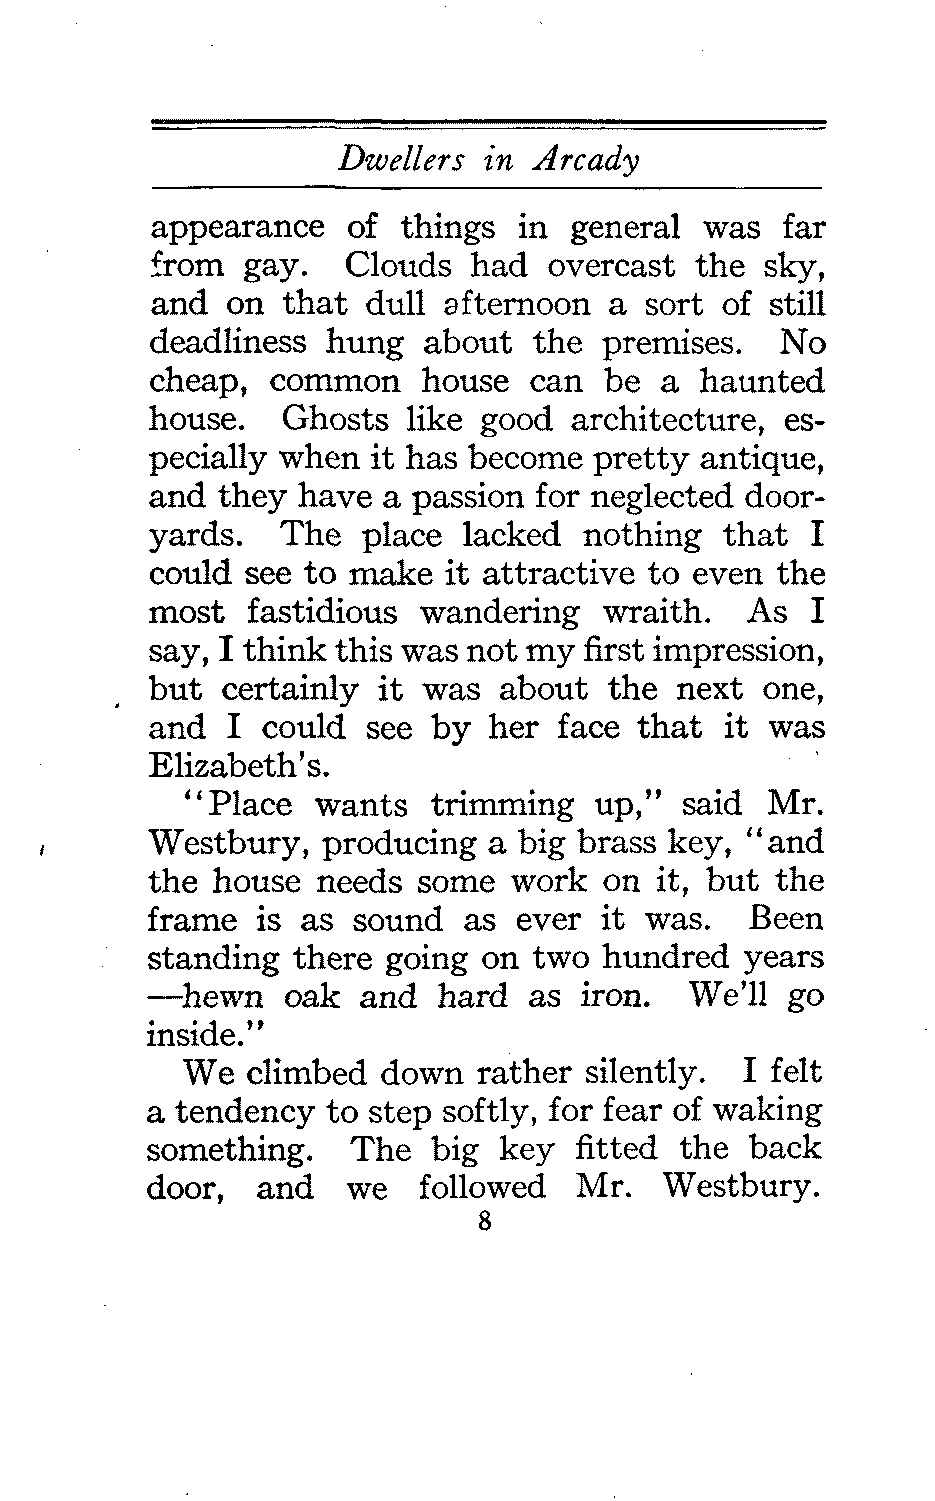 Dwellers in Arcady
appearance of things in general was far
from gay. Clouds had overcast the sky,
and on that dull afternoon a sort of still
deadliness hung about the premises. No
cheap, common house can be a haunted
house. Ghosts like good architecture, es-
pecially when it has become pretty antique,
and they have a passion for neglected door-
yards. The place lacked nothing that I
could see to make it attractive to even the
most fastidious wandering wraith. As I
say, I think this was not my first impression,
but certainly it was about the next one,
and I could see by her face that it was
Elizabeth's.
"Place wants trimming up," said Mr.
Westbury, producing a big brass key, "and
the house needs some work on it, but the
frame is as sound as ever it was. Been
standing there going on two hundred years
—hewn oak and hard as iron. We'll go
inside."
We climbed down rather silently. I felt
a tendency to step softly, for fear of waking
something. The big key fitted the back
door, and we followed Mr. Westbury.
8